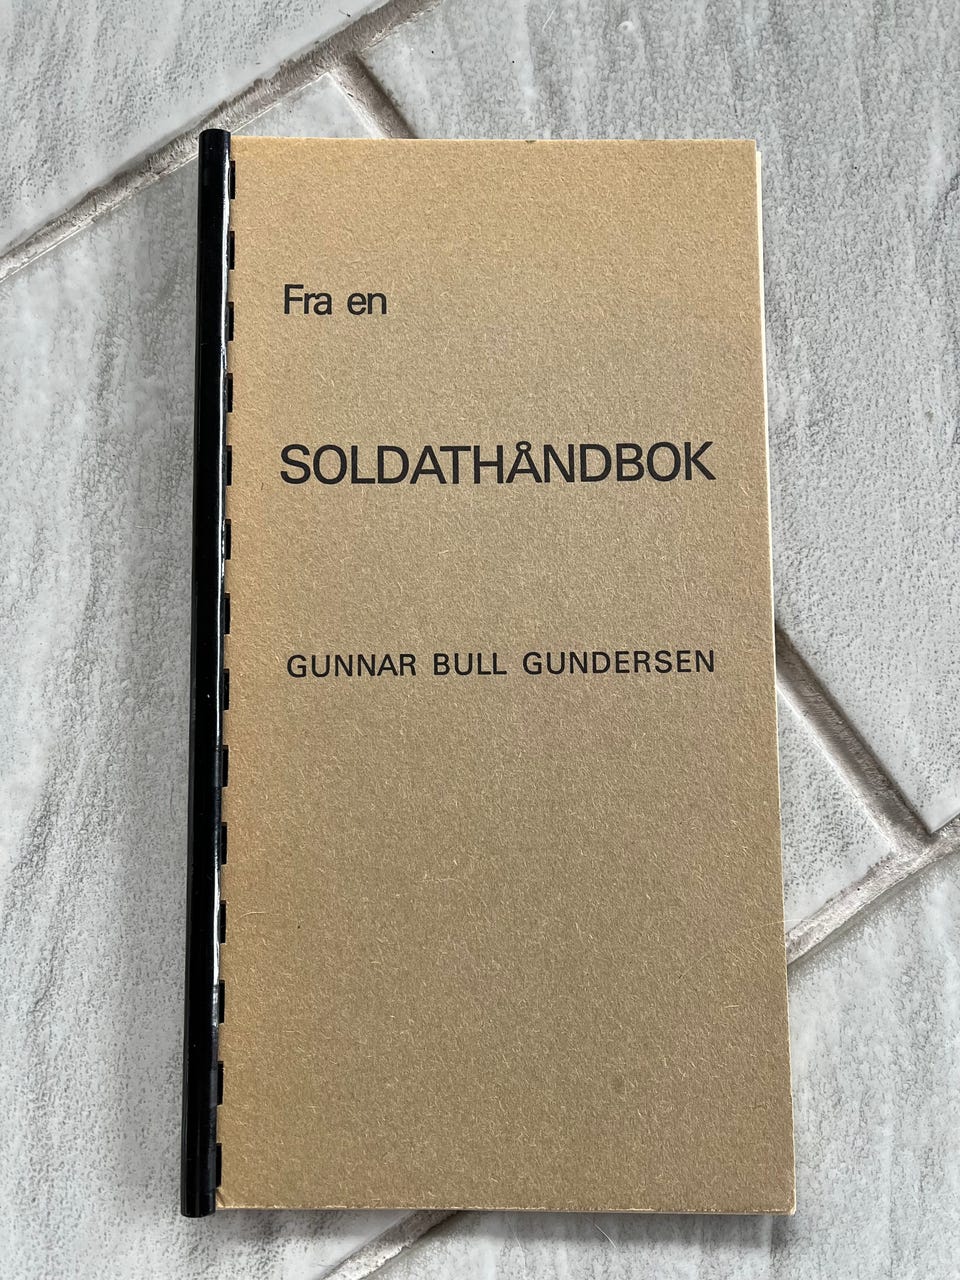 Fra en
SOLDATHÅNDBOK
GUNNAR BULL GUNDERSEN